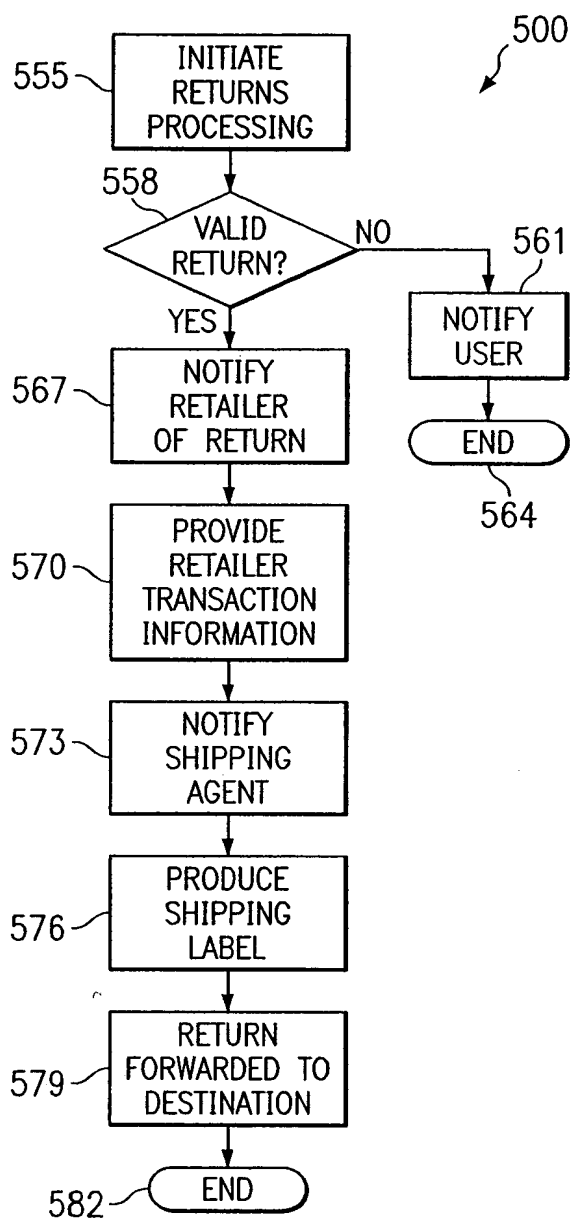 500
555
INITIATE
RETURNS
PROCESSING
558
VALID
RETURN?
NO
YES
561
NOTIFY
USER
END
564
567
NOTIFY
RETAILER
OF RETURN
570
PROVIDE
RETAILER
TRANSACTION
INFORMATION
573
NOTIFY
SHIPPING
AGENT
576
PRODUCE
SHIPPING
LABEL
579
RETURN
FORWARDED TO
DESTINATION
582
END